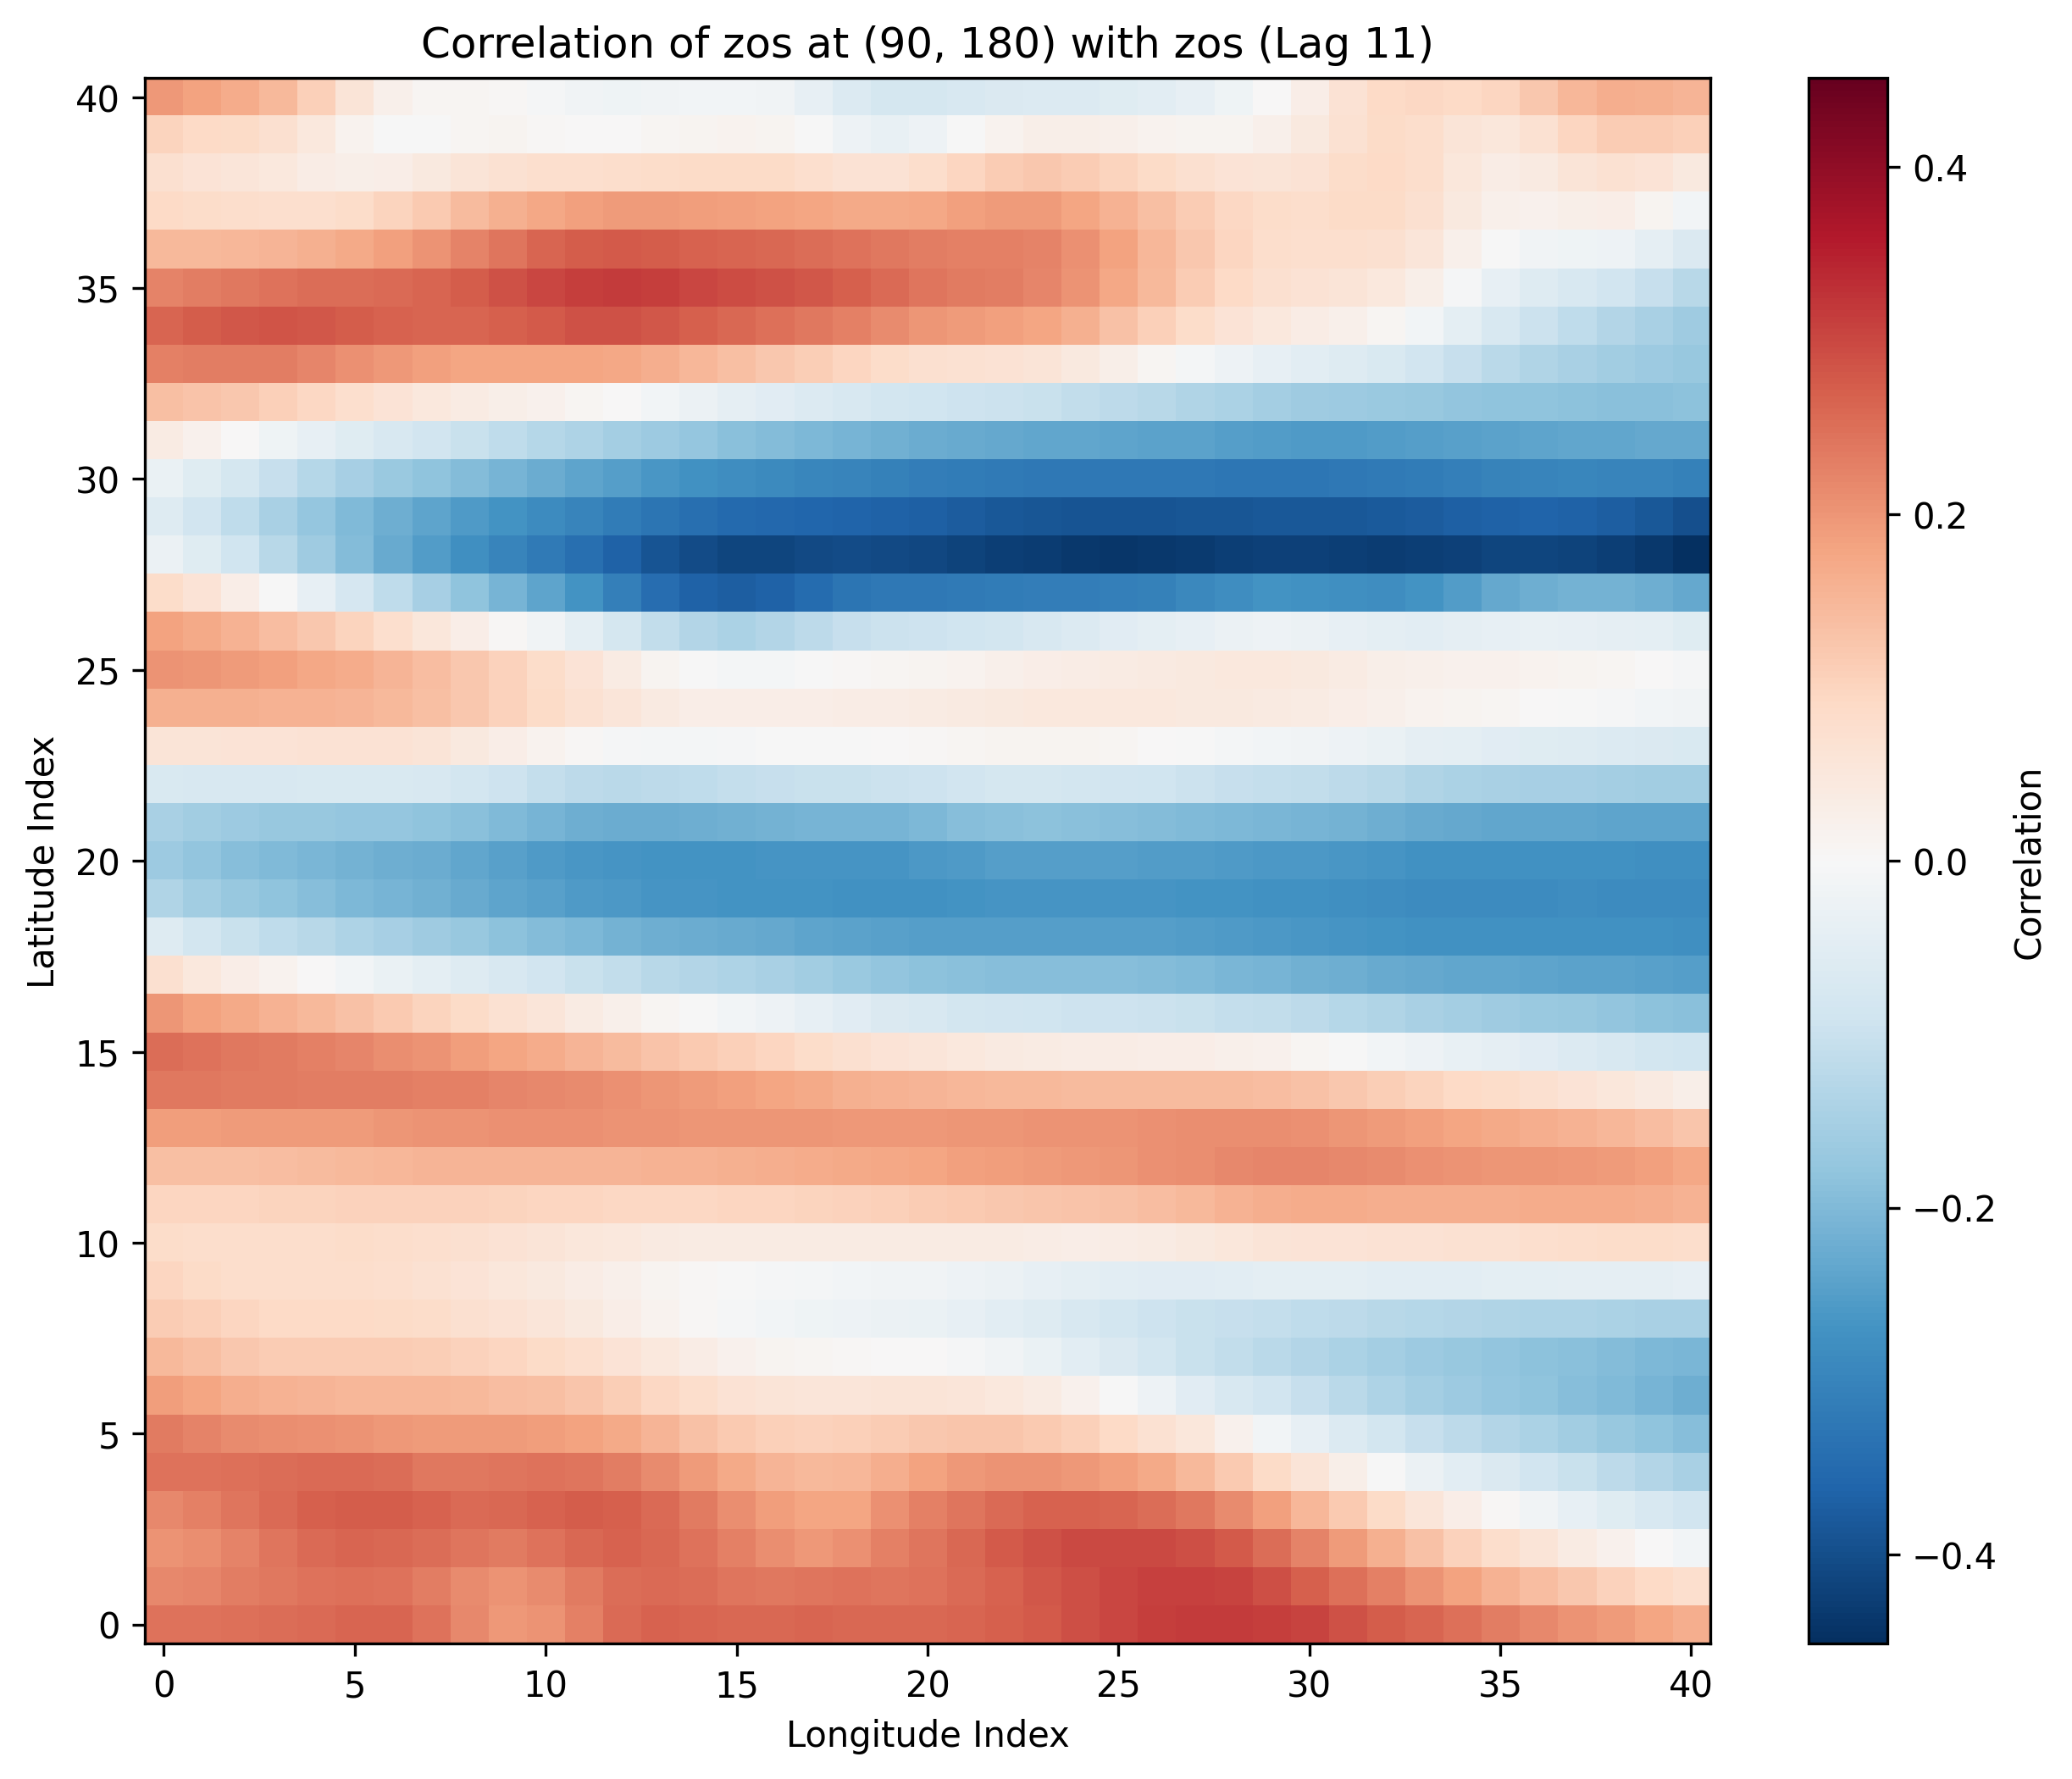 Correlation of zos at (90, 180) with zos (Lag 11)
40
35
30
25
20
15
10
5
0
Latitude Index
0 5 10 15 20 25 30 35 40
Longitude Index
0.4
0.2
0.0
−0.2
−0.4
Correlation